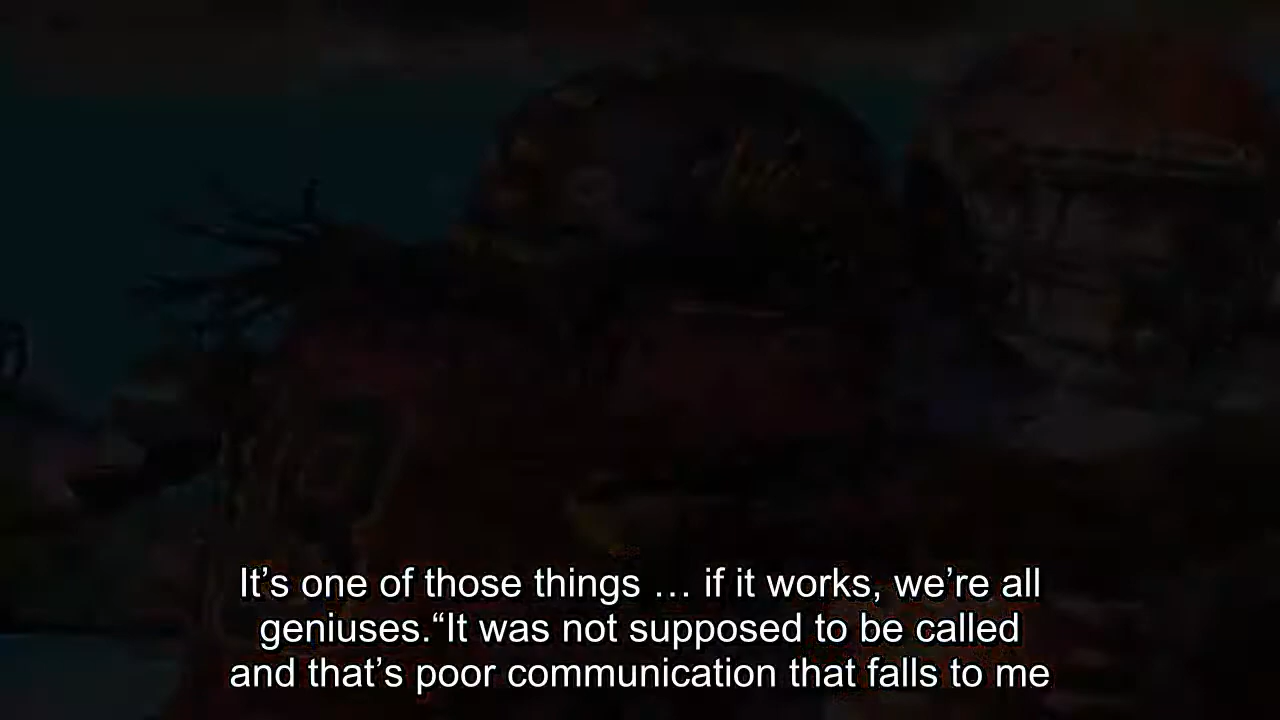 It’s one of those things … if it works, we’re all
geniuses.“It was not supposed to be called
and that’s poor communication that falls to me